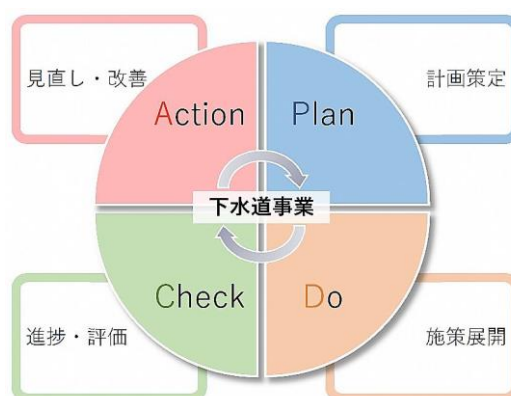 見直し・改善
計画策定
Action
Plan
下水道事業
Check
Do
進捗・評価
施策展開